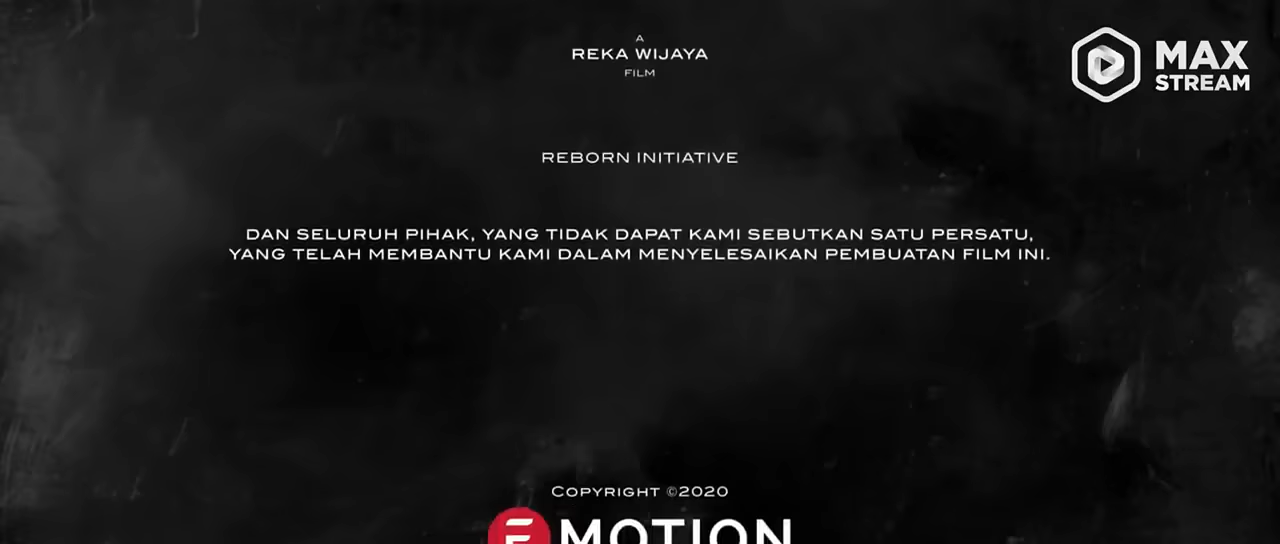 A
REKA WIJAYA
FILM
MAX
STREAM
REBORN INITIATIVE
DAN SELURUH PIHAK, YANG TIDAK DAPAT KAMI SEBUTKAN SATU PERSATU,
YANG TELAH MEMBANTU KAMI DALAM MENYELESAIKAN PEMBUATAN FILM INI.
COPYRIGHT ©2020
E MOTION